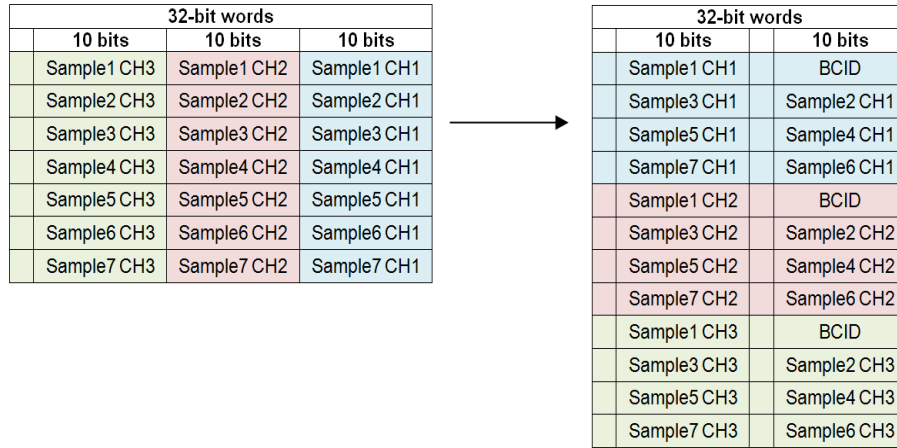 32-bit words
10 bits 10 bits 10 bits
Sample1 CH3 Sample1 CH2 Sample1 CH1
Sample2 CH3 Sample2 CH2 Sample2 CH1
Sample3 CH3 Sample3 CH2 Sample3 CH1
Sample4 CH3 Sample4 CH2 Sample4 CH1
Sample5 CH3 Sample5 CH2 Sample5 CH1
Sample6 CH3 Sample6 CH2 Sample6 CH1
Sample7 CH3 Sample7 CH2 Sample7 CH1
32-bit words
10 bits 10 bits
Sample1 CH1 BCID
Sample3 CH1 Sample2 CH1
Sample5 CH1 Sample4 CH1
Sample7 CH1 Sample6 CH1
Sample1 CH2 BCID
Sample3 CH2 Sample2 CH2
Sample5 CH2 Sample4 CH2
Sample7 CH2 Sample6 CH2
Sample1 CH3 BCID
Sample3 CH3 Sample2 CH3
Sample5 CH3 Sample4 CH3
Sample7 CH3 Sample6 CH3